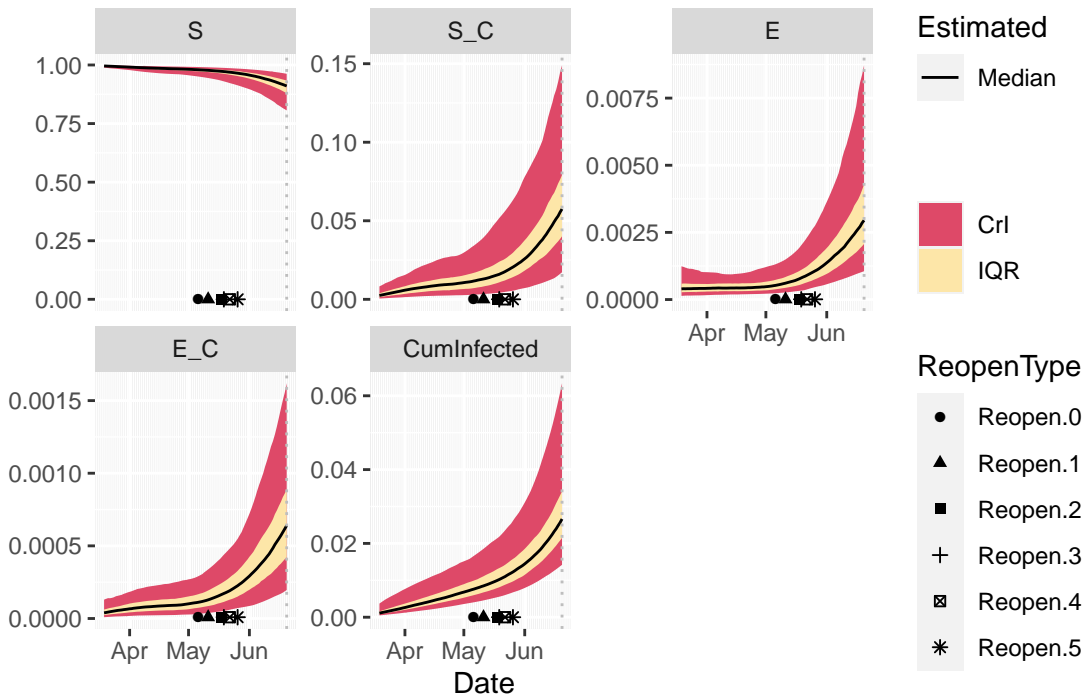 S
S_C
E
Estimated
Median
1.00
0.75
0.50
0.25
0.00
0.15
0.10
0.05
0.00
0.0075
0.0050
0.0025
0.0000
Apr May Jun
CrI
IQR
E_C
CumInfected
0.0015
0.0010
0.0005
0.0000
0.06
0.04
0.02
0.00
Apr May Jun
Apr May Jun
Date
ReopenType
Reopen.0
Reopen.1
Reopen.2
Reopen.3
Reopen.4
Reopen.5